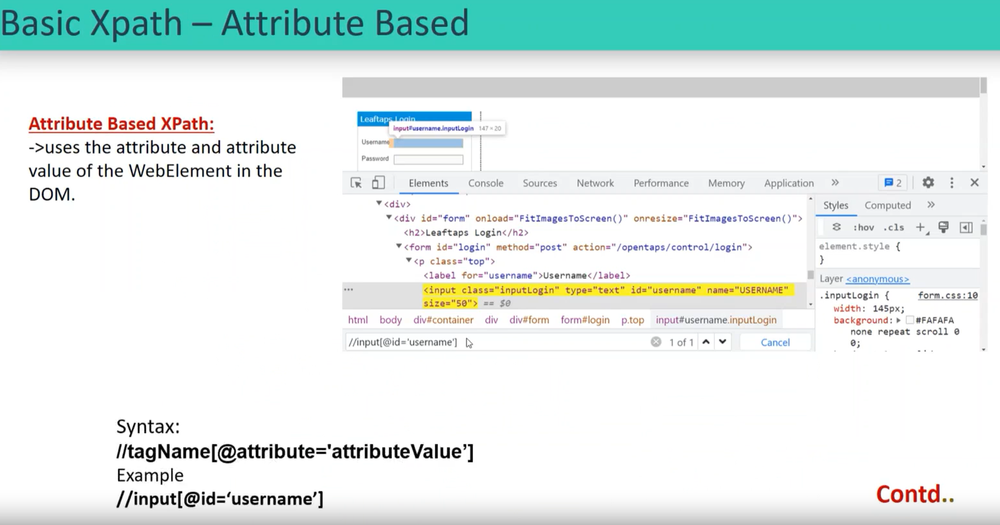 Basic Xpath – Attribute Based
Attribute Based XPath:
->uses the attribute and attribute
value of the WebElement in the
DOM.
Leaftaps Login
input#username.inputLogin 147 × 20
Username
Password
Elements Console Sources Network Performance Memory Application » 2
<div>
<div id="form" onload="FitImagesToScreen()" onresize="FitImagesToScreen()">
<h2>Leaftaps Login</h2>
<form id="login" method="post" action="/opentaps/control/login">
<p class="top">
<label for="username">Username</label>
... <input class="inputLogin" type="text" id="username" name="USERNAME"
size="50"> == $0
html body div#container div div#form form#login p.top input#username.inputLogin
//input[@id='username'] 1 of 1 Cancel
Styles Computed »
:hov .cls +
element.style {
}
Layer <anonymous>
.inputLogin { form.css:10
width: 145px;
background: #FAFAFA
none repeat scroll 0
0;
Syntax:
//tagName[@attribute='attributeValue’]
Example
//input[@id=‘username’]
Contd..